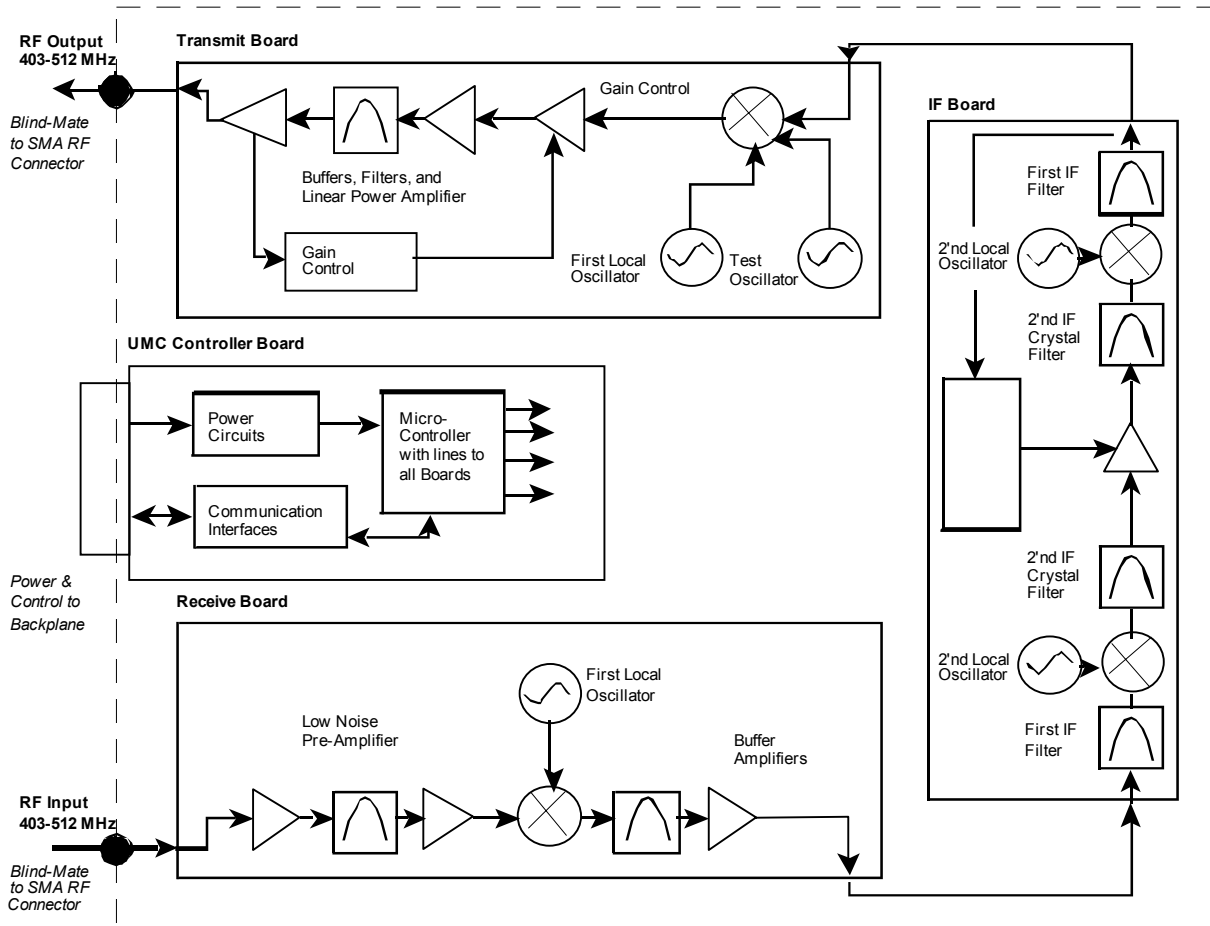 RF Output
403-512 MHz
Blind-Mate
to SMA RF
Connector
Transmit Board
Gain Control
Buffers, Filters, and
Linear Power Amplifier
Gain
Control
First Local
Oscillator
Test
Oscillator
IF Board
First IF
Filter
2'nd Local
Oscillator
2'nd IF
Crystal
Filter
2'nd IF
Crystal
Filter
2'nd Local
Oscillator
First IF
Filter
UMC Controller Board
Power
Circuits
Micro-
Controller
with lines to
all Boards
Communication
Interfaces
Power &
Control to
Backplane
Receive Board
First Local
Oscillator
Low Noise
Pre-Amplifier
Buffer
Amplifiers
RF Input
403-512 MHz
Blind-Mate
to SMA RF
Connector